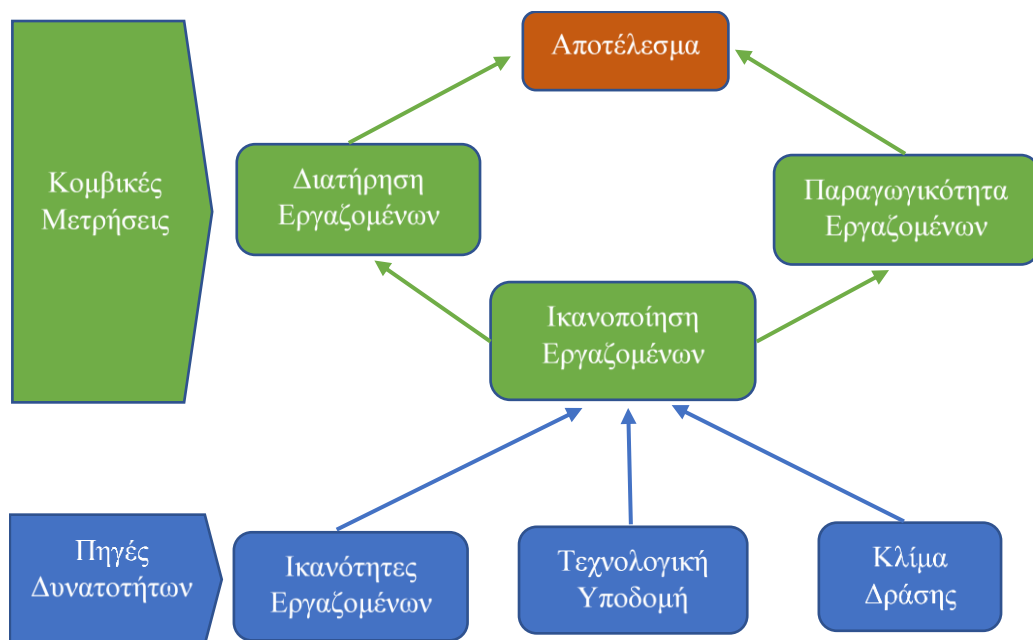 Αποτέλεσμα
Κομβικές
Μετρήσεις
Διατήρηση
Εργαζομένων
Παραγωγικότητα
Εργαζομένων
Ικανοποίηση
Εργαζομένων
Πηγές
Δυνατοτήτων
Ικανότητες
Εργαζομένων
Τεχνολογική
Υποδομή
Κλίμα
Δράσης